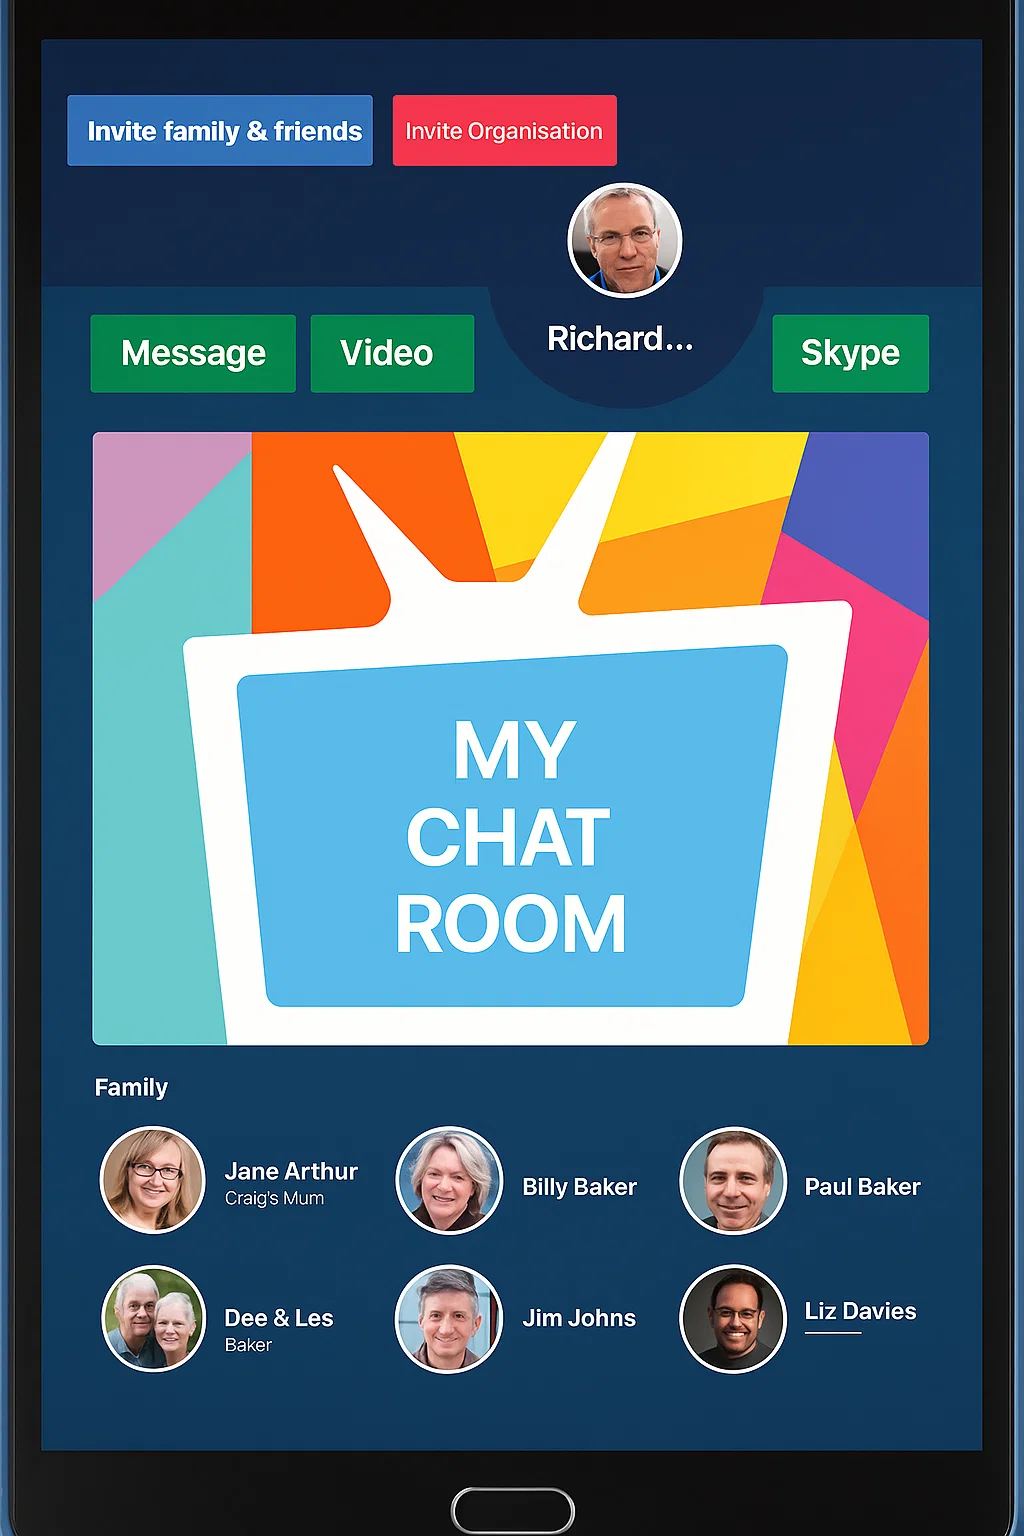 Invite family & friends
Invite Organisation
Richard...
Message
Video
Skype
MY
CHAT
ROOM
Family
Jane Arthur
Craig's Mum
Billy Baker
Paul Baker
Dee & Les
Baker
Jim Johns
Liz Davies